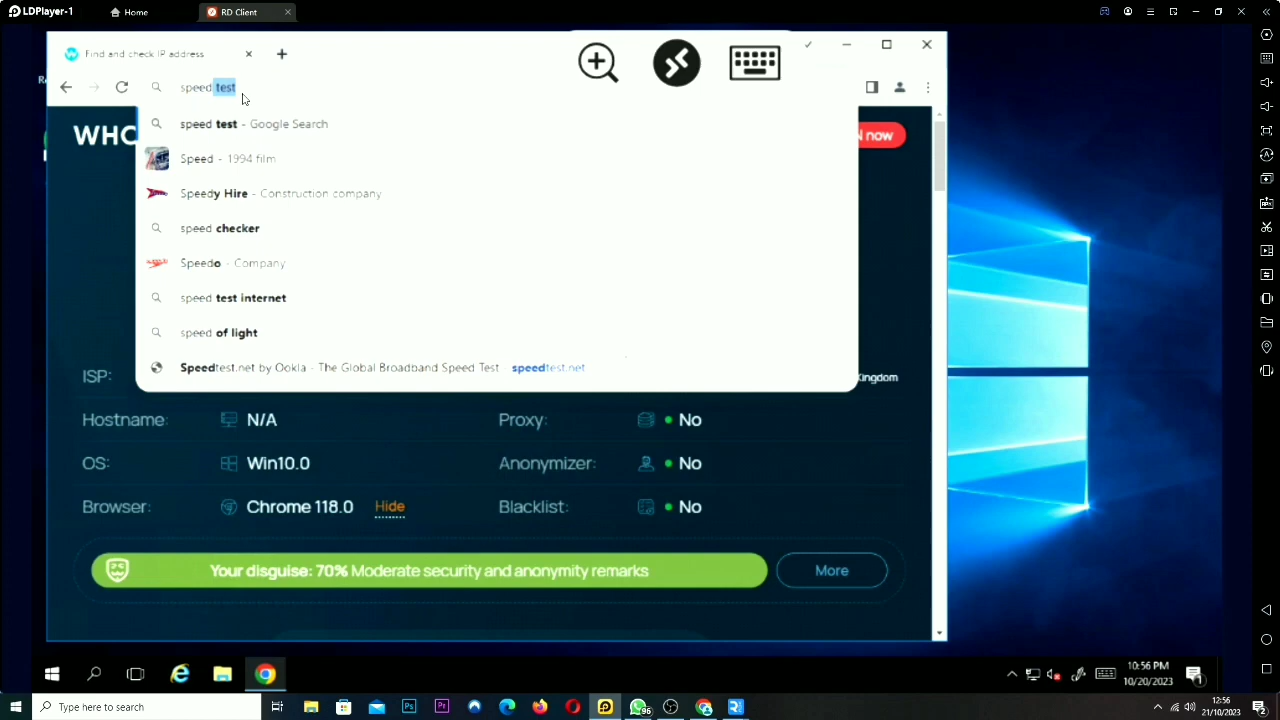 LDPlayer-1
Home
RD Client
Find and check IP address
speed test
WHO
N now
speed test - Google Search
Speed - 1994 film
Speedy Hire - Construction company
speed checker
Speedo - Company
speed test internet
speed of light
Speedtest.net by Ookla - The Global Broadband Speed Test speedtest.net
ISP:
Kingdom
Hostname: N/A Proxy: No
OS: Win10.0 Anonymizer: No
Browser: Chrome 118.0 Hide Blacklist: No
Your disguise: 70% Moderate security and anonymity remarks
More
10:56 PM
10/20/2023
1
Type here to search
Ps
Pr
86
12:56
21/10/2023